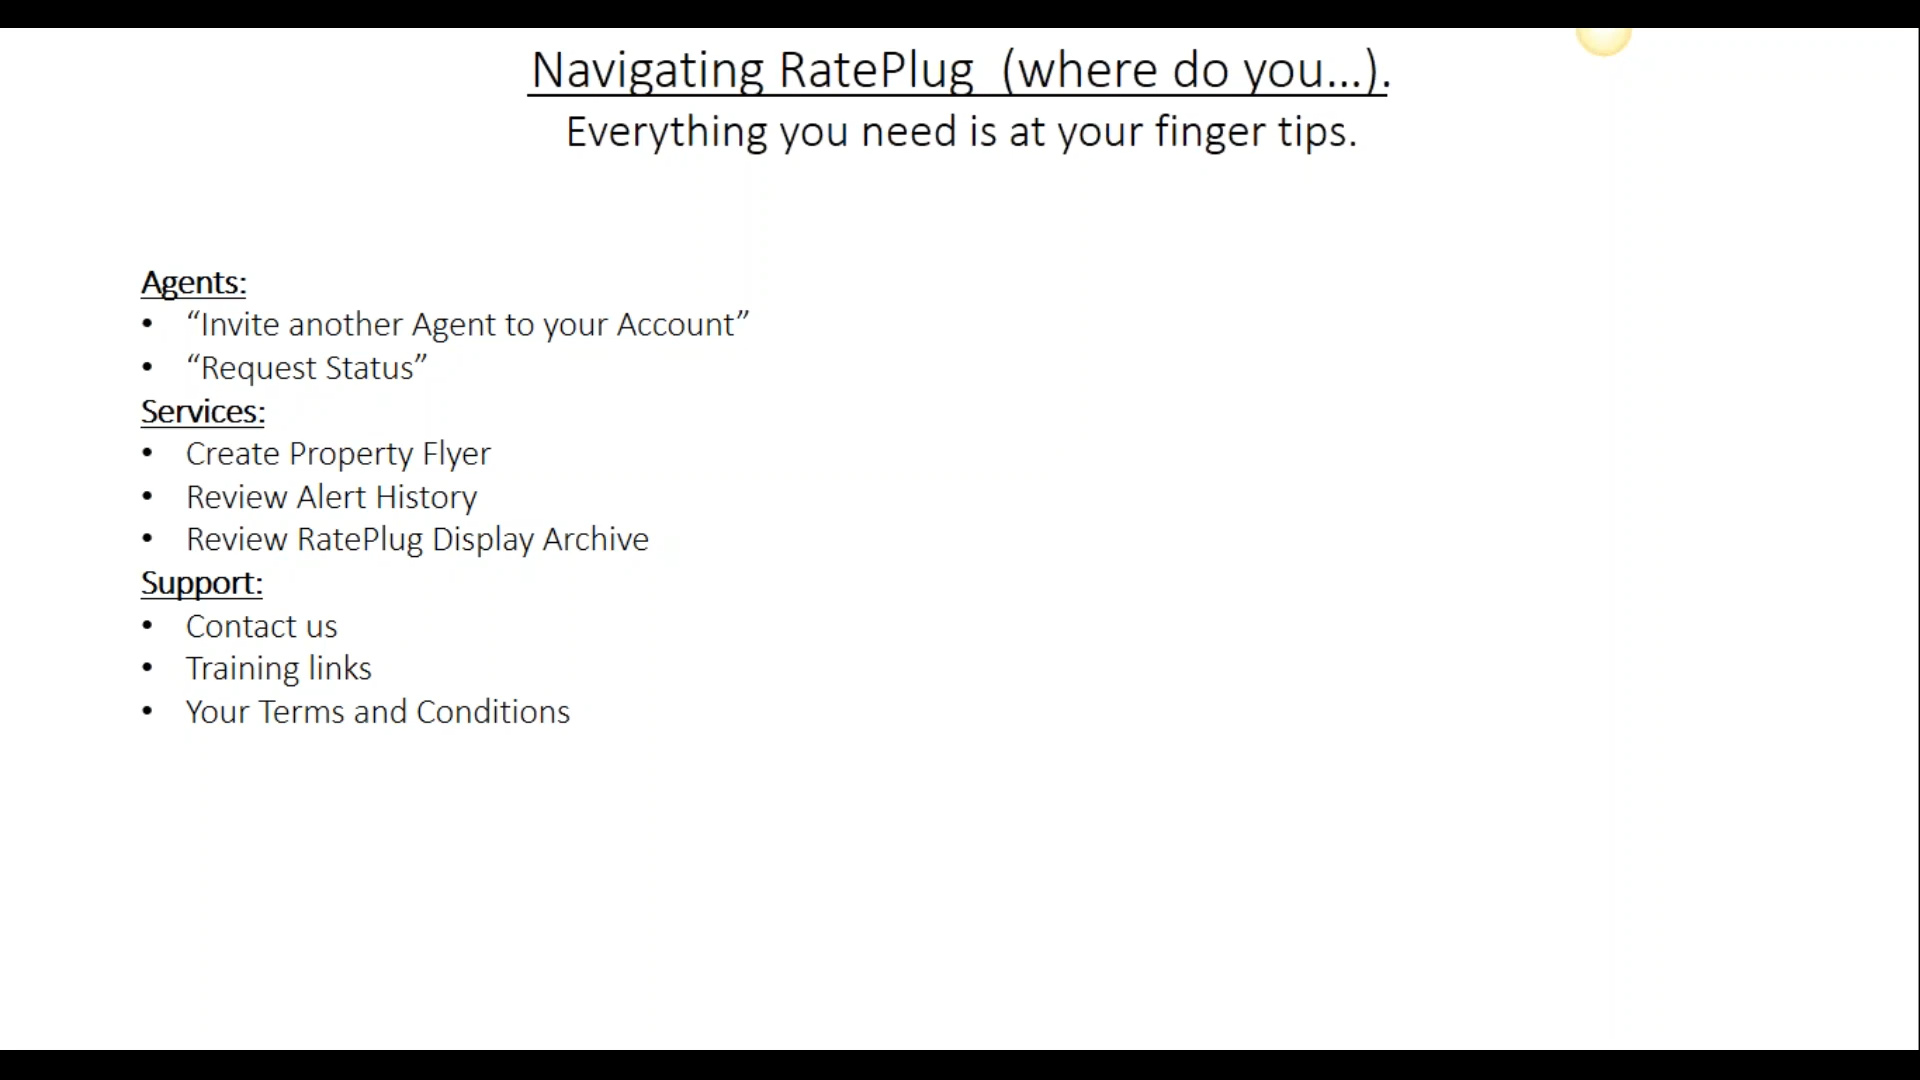 Navigating RatePlug  (where do you...).
Everything you need is at your finger tips.
Agents:
• “Invite another Agent to your Account”
• “Request Status”
Services:
• Create Property Flyer
• Review Alert History
• Review RatePlug Display Archive
Support:
• Contact us
• Training links
• Your Terms and Conditions